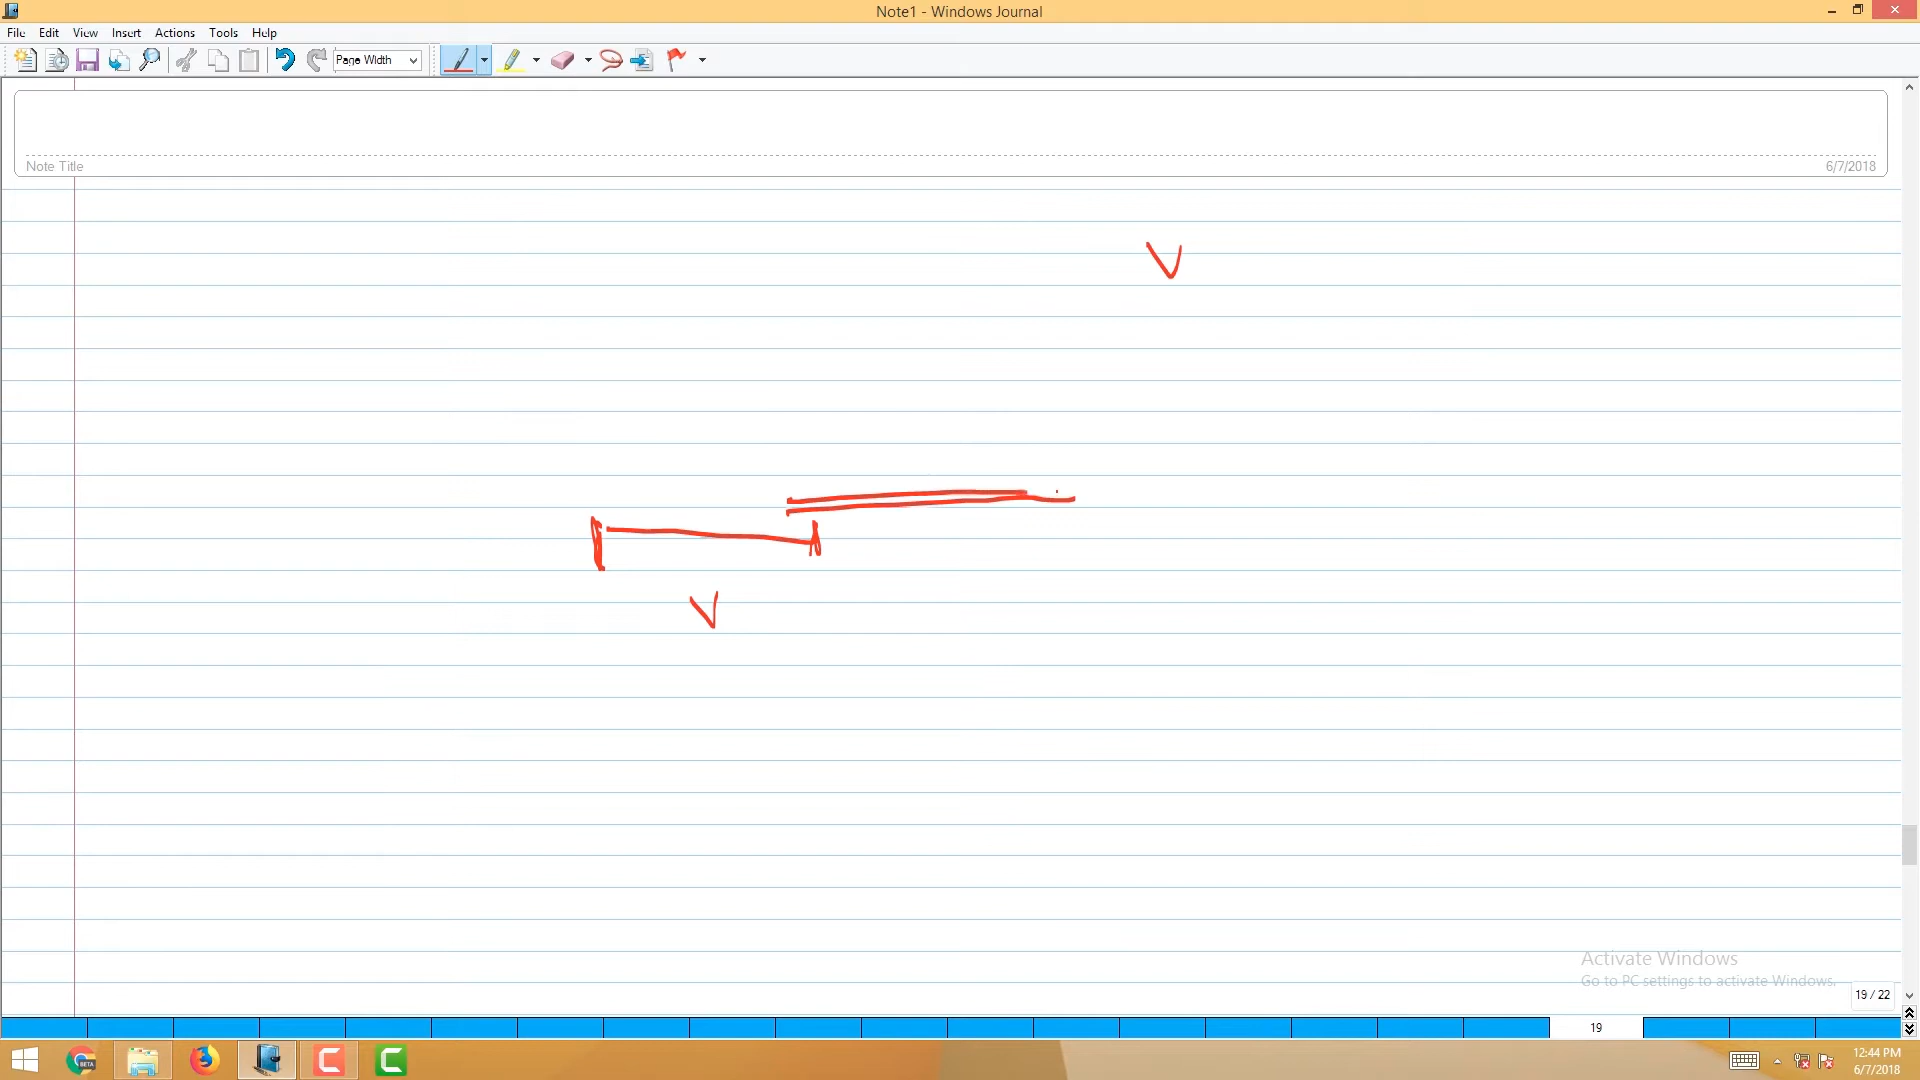 Note1 - Windows Journal
File Edit View Insert Actions Tools Help
Page Width
Note Title 6/7/2018
V
V
Activate Windows
Go to PC settings to activate Windows.
19 / 22
19
BETA
12:44 PM
6/7/2018